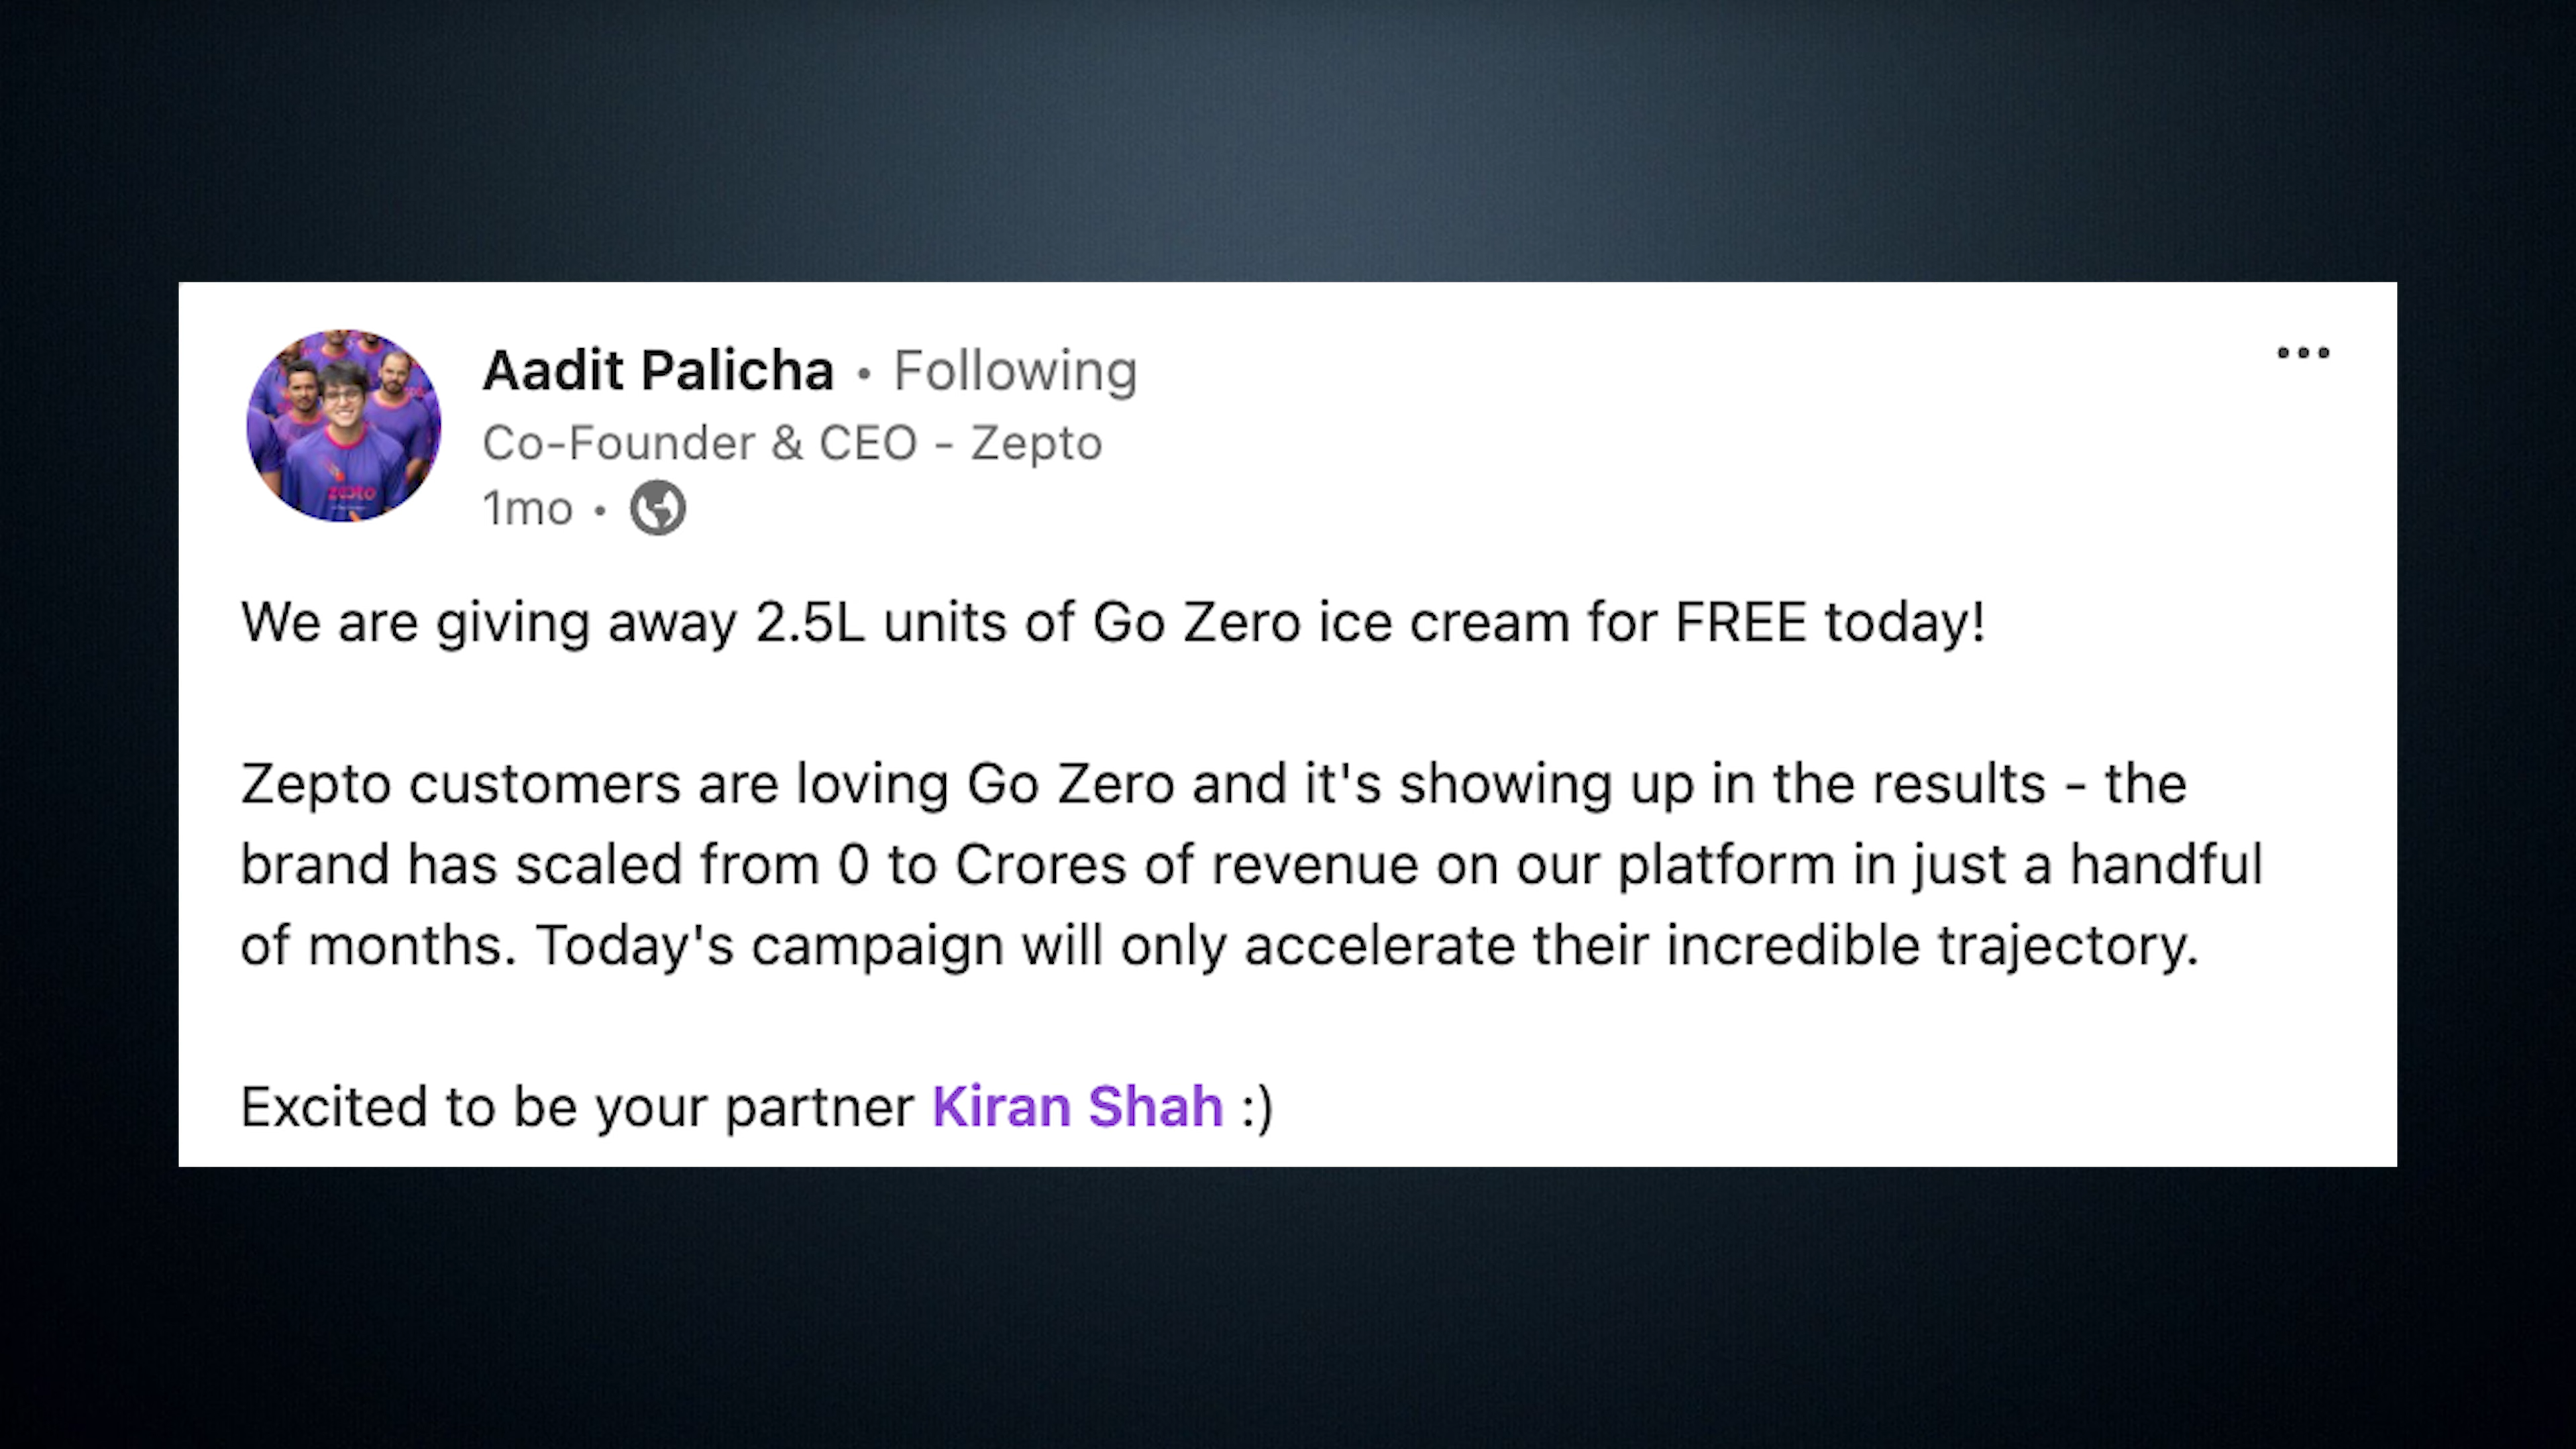 Aadit Palicha • Following
Co-Founder & CEO - Zepto
1mo •
zepto
We are giving away 2.5L units of Go Zero ice cream for FREE today!
Zepto customers are loving Go Zero and it's showing up in the results - the
brand has scaled from 0 to Crores of revenue on our platform in just a handful
of months. Today's campaign will only accelerate their incredible trajectory.
Excited to be your partner Kiran Shah :)